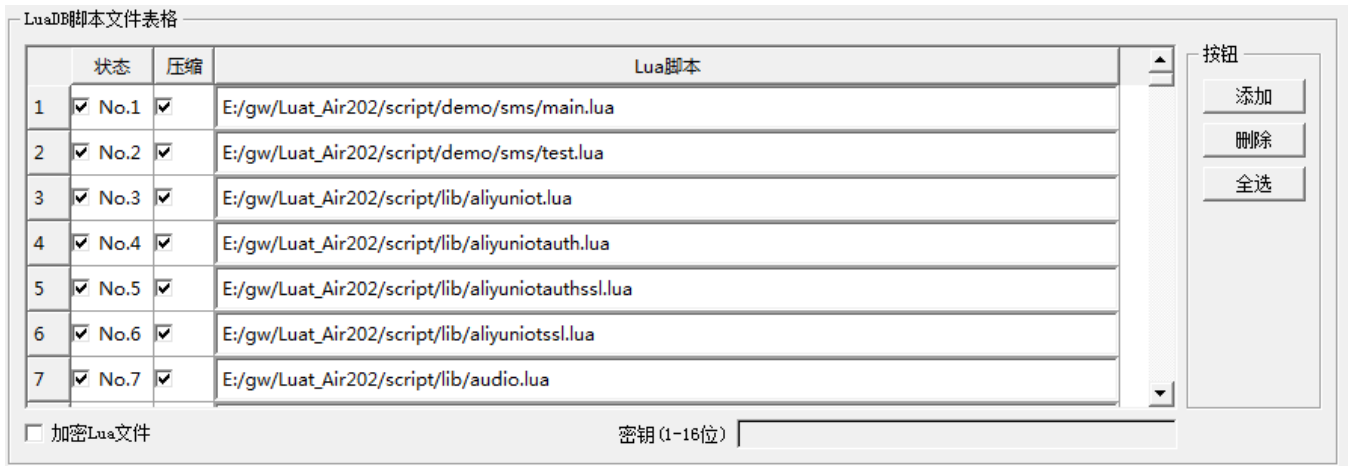 LuaDB脚本文件表格
状态 压缩 Lua脚本
1 No.1 E:/gw/Luat_Air202/script/demo/sms/main.lua
2 No.2 E:/gw/Luat_Air202/script/demo/sms/test.lua
3 No.3 E:/gw/Luat_Air202/script/lib/aliyuniot.lua
4 No.4 E:/gw/Luat_Air202/script/lib/aliyuniotauth.lua
5 No.5 E:/gw/Luat_Air202/script/lib/aliyuniotauthssl.lua
6 No.6 E:/gw/Luat_Air202/script/lib/aliyuniotssl.lua
7 No.7 E:/gw/Luat_Air202/script/lib/audio.lua
按钮
添加
删除
全选
加密Lua文件 密钥(1-16位)